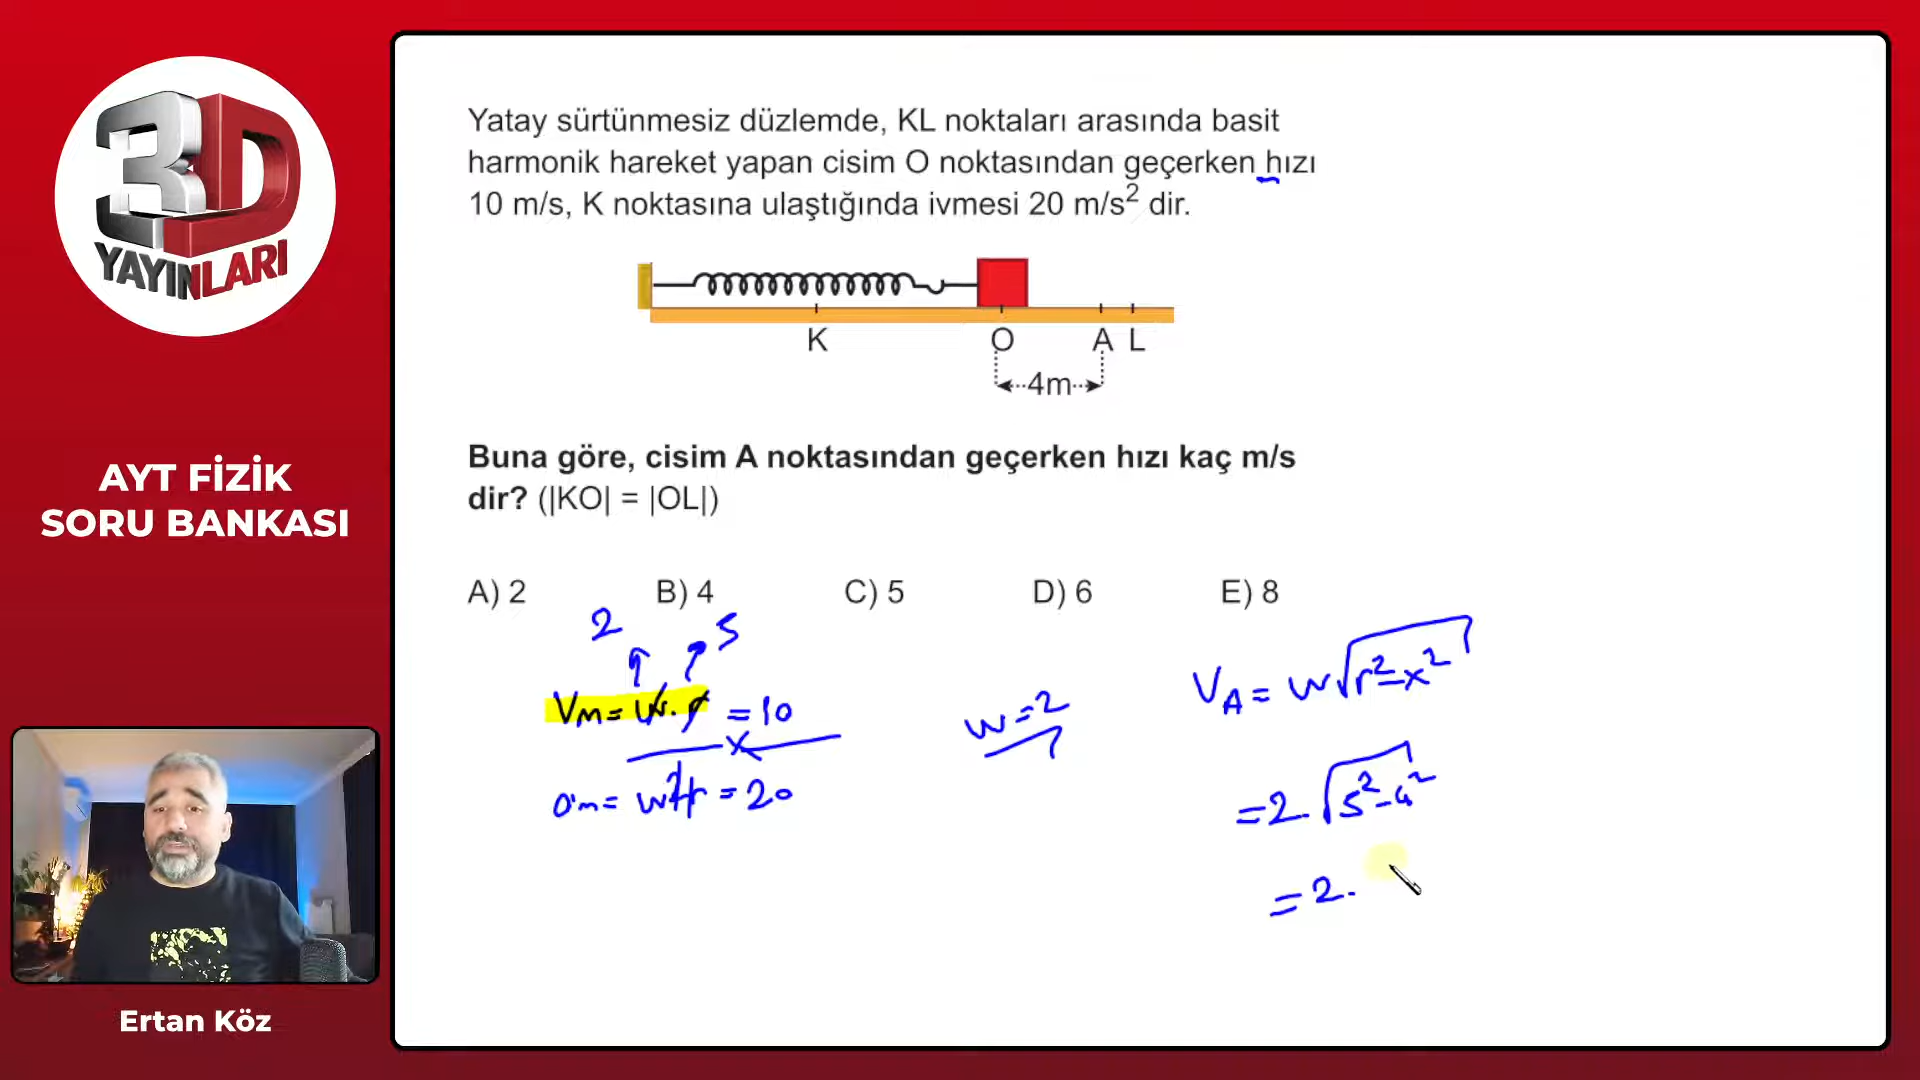 3D
YAYINLARI
AYT FİZİK
SORU BANKASI
Ertan Köz
Yatay sürtünmesiz düzlemde, KL noktaları arasında basit
harmonik hareket yapan cisim O noktasından geçerken hızı
10 m/s, K noktasına ulaştığında ivmesi 20 m/s² dir.
K O A L
4m
Buna göre, cisim A noktasından geçerken hızı kaç m/s
dir? (|KO| = |OL|)
A) 2 B) 4 C) 5 D) 6 E) 8
2 5
Vm = w.r = 10
am = w²r = 20
w = 2
VA = w√r²-x²
= 2.√5²-4²
= 2.